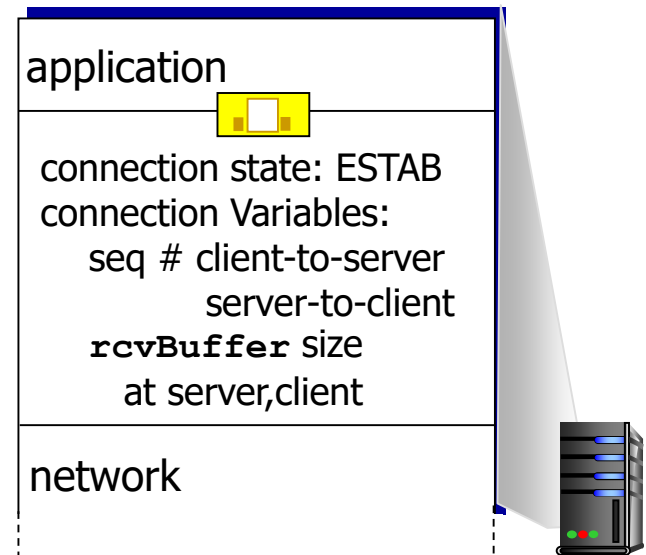 application
connection state: ESTAB
connection Variables:
seq # client-to-server
server-to-client
rcvBuffer size
at server,client
network